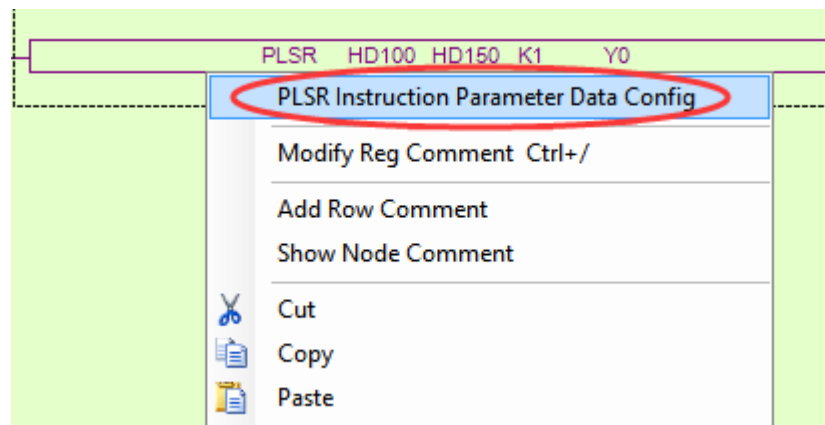 PLSR HD100 HD150 K1 Y0
PLSR Instruction Parameter Data Config
Modify Reg Comment Ctrl+/
Add Row Comment
Show Node Comment
Cut
Copy
Paste